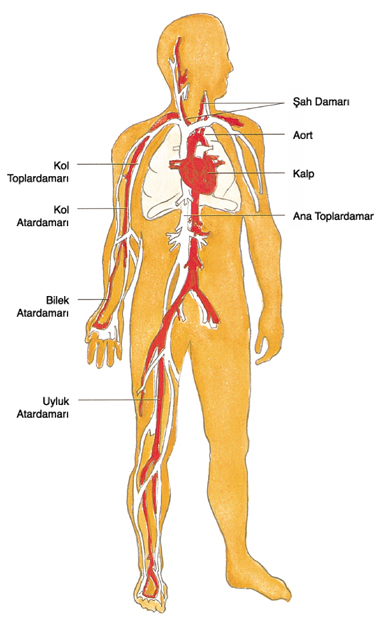 Şah Damarı
Aort
Kol
Toplardamarı
Kalp
Kol
Atardamarı
Ana Toplardamar
Bilek
Atardamarı
Uyluk
Atardamarı